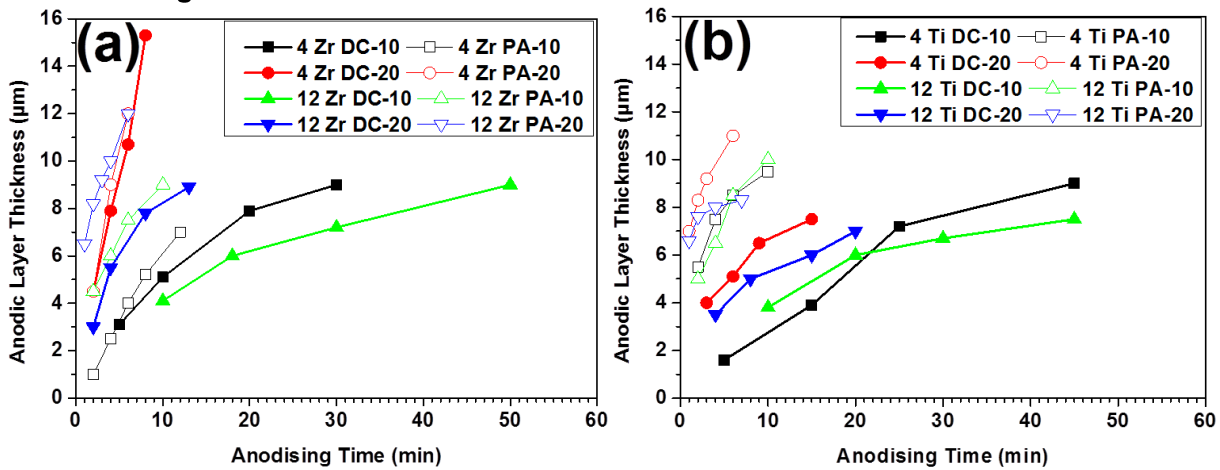 (a)
4 Zr DC-10 4 Zr PA-10
4 Zr DC-20 4 Zr PA-20
12 Zr DC-10 12 Zr PA-10
12 Zr DC-20 12 Zr PA-20
Anodic Layer Thickness (µm)
16
14
12
10
8
6
4
2
0
0 10 20 30 40 50 60
Anodising Time (min)
(b)
4 Ti DC-10 4 Ti PA-10
4 Ti DC-20 4 Ti PA-20
12 Ti DC-10 12 Ti PA-10
12 Ti DC-20 12 Ti PA-20
Anodic Layer Thickness (µm)
16
14
12
10
8
6
4
2
0
0 10 20 30 40 50 60
Anodising Time (min)